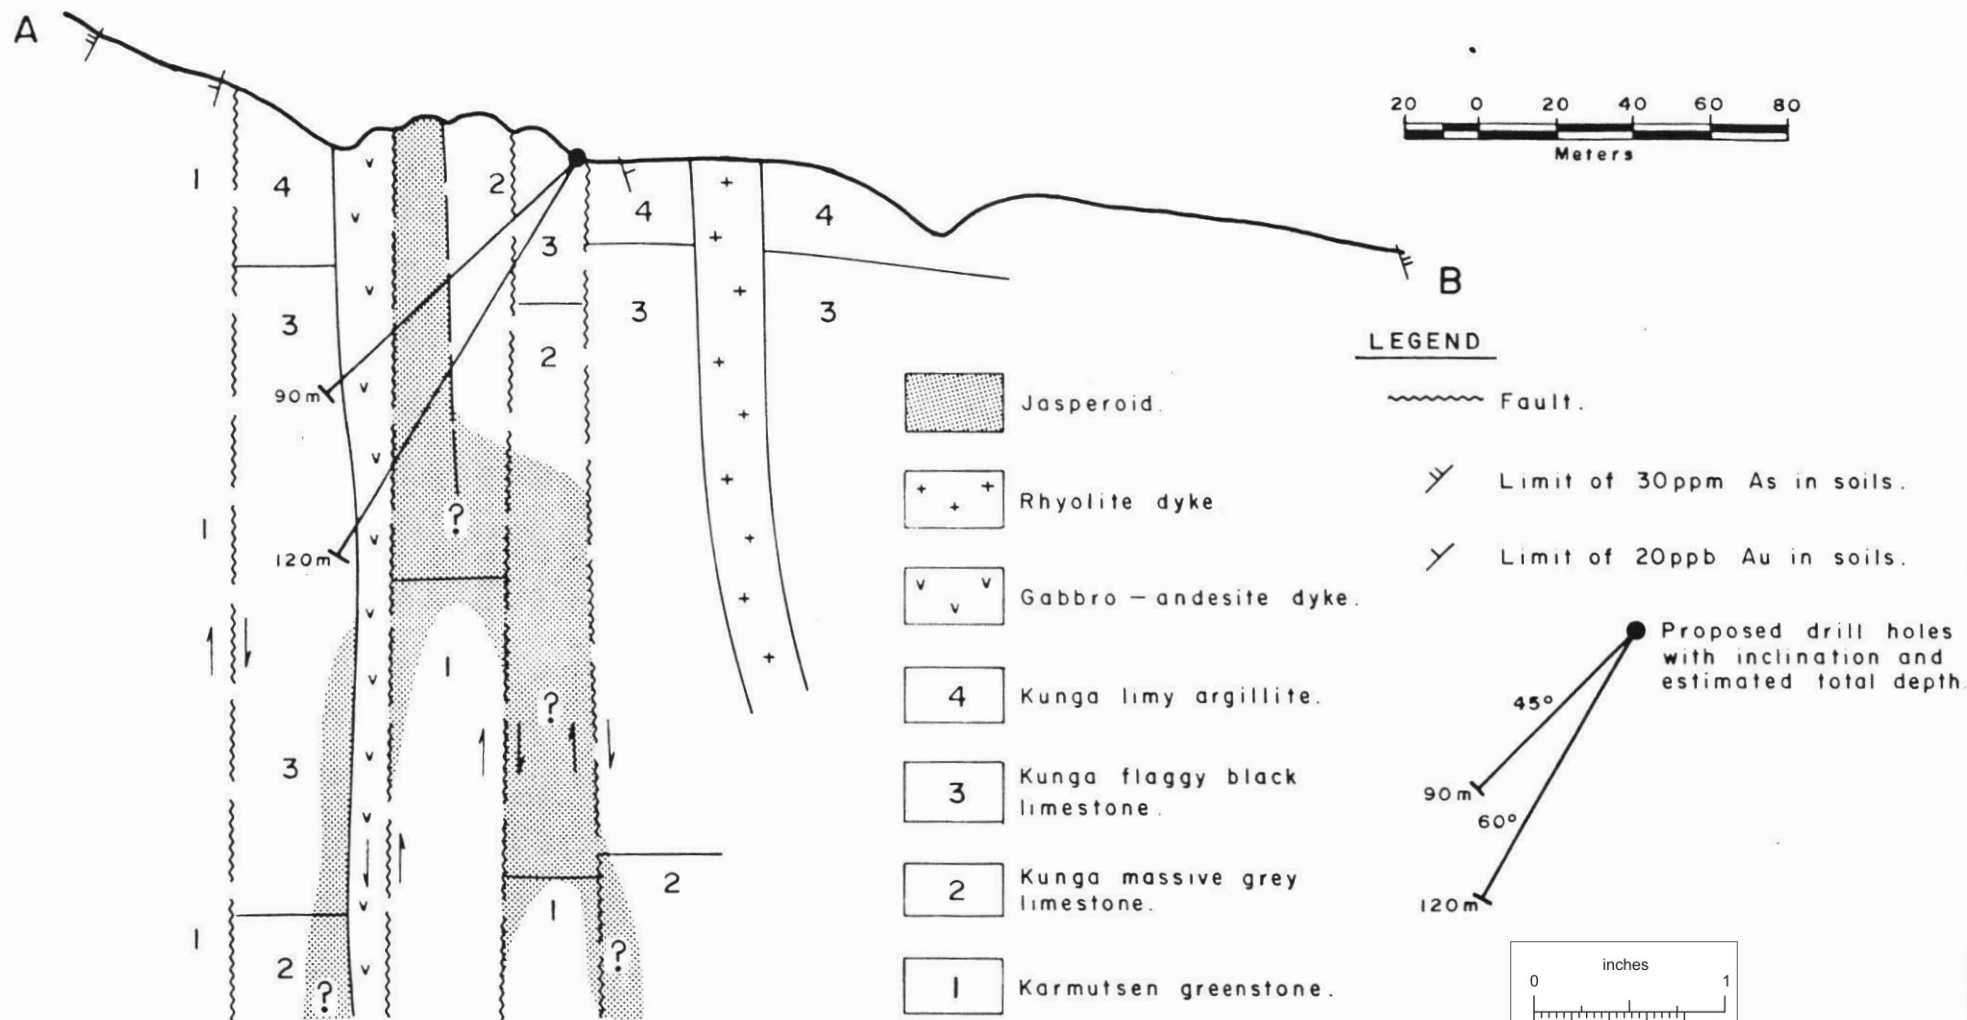 A
20 0 20 40 60 80
Meters
1 4 2 4 4
3
3 3 3
2
90m
1
120m
?
1
?
3
1 2 1 2
?
?
B
LEGEND
Fault.
Limit of 30ppm As in soils.
Limit of 20ppb Au in soils.
Proposed drill holes
with inclination and
estimated total depth.
45°
90m
60°
120m
Jasperoid.
Rhyolite dyke
Gabbro - andesite dyke.
4 Kunga limy argillite.
3 Kunga flaggy black
limestone.
2 Kunga massive grey
limestone.
1 Karmutsen greenstone.
inches
0 1